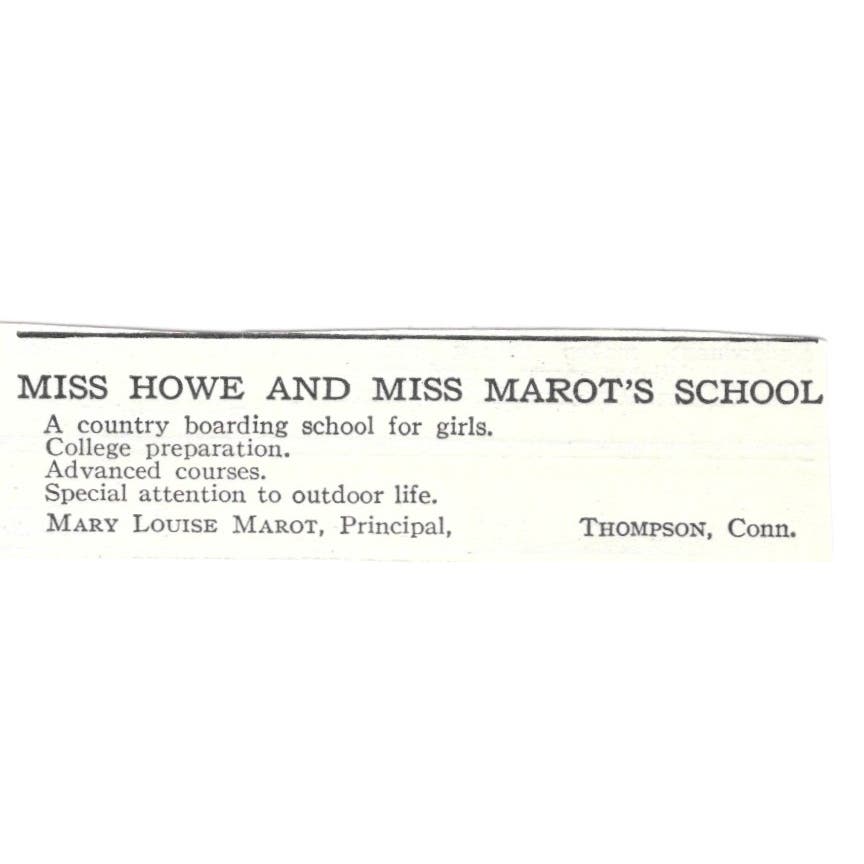 MISS HOWE AND MISS MAROT'S SCHOOL
A country boarding school for girls.
College preparation.
Advanced courses.
Special attention to outdoor life.
MARY LOUISE MAROT, Principal, THOMPSON, Conn.